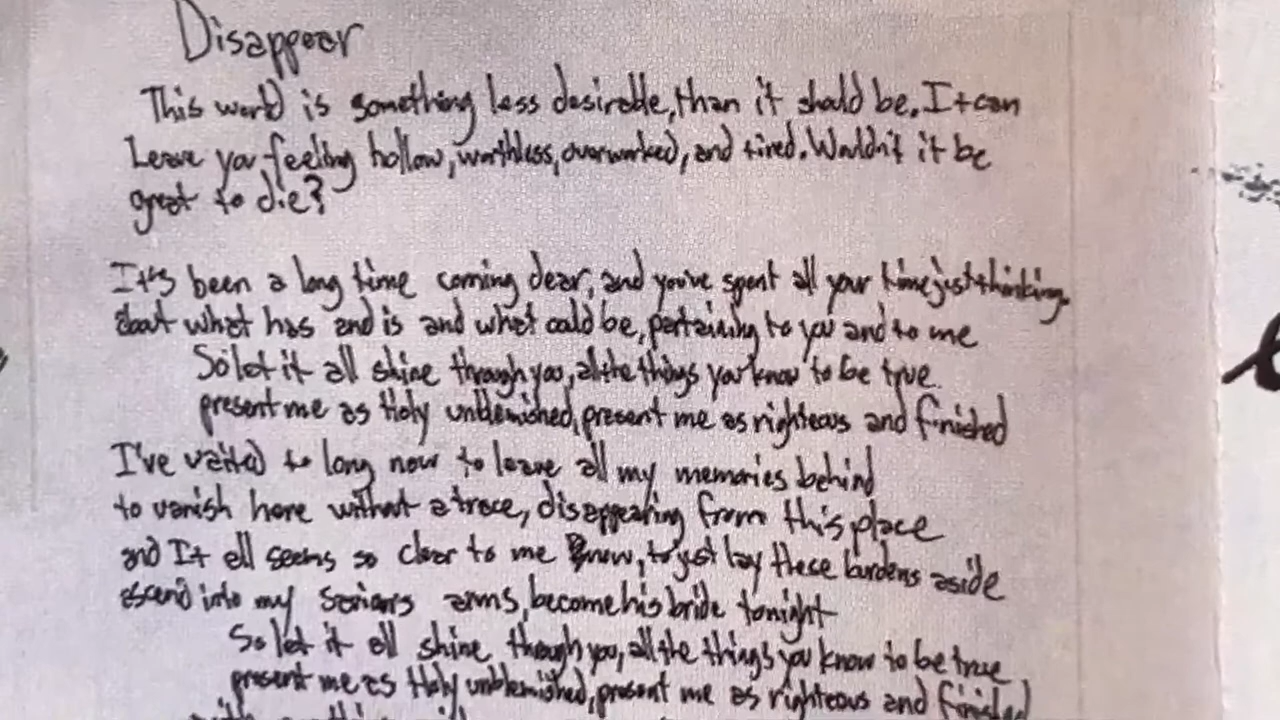 Disappear
This world is something less desirable, than it should be. It can
Leave you feeling hollow, worthless, overworked, and tired. Wouldn't it be
great to die?
It's been a long time coming dear, and you've spent all your time just thinking
about what has and is and what could be, pertaining to you and to me
So let it all shine through you, all the things you know to be true
present me as Holy unblemished, present me as righteous and finished
I've waited to long now to leave all my memories behind
to vanish here without a trace, disappearing from this place
and It all seems so clear to me now, to just lay these burdens aside
ascend into my Saviors arms, become his bride tonight
So let it all shine though you, all the things you know to be true
present me as Holy unblemished, present me as righteous and finished